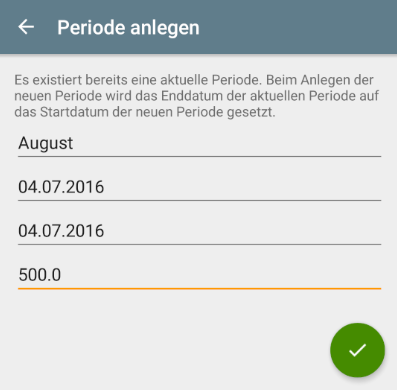 Periode anlegen
Es existiert bereits eine aktuelle Periode. Beim Anlegen der
neuen Periode wird das Enddatum der aktuellen Periode auf
das Startdatum der neuen Periode gesetzt.
August
04.07.2016
04.07.2016
500.0